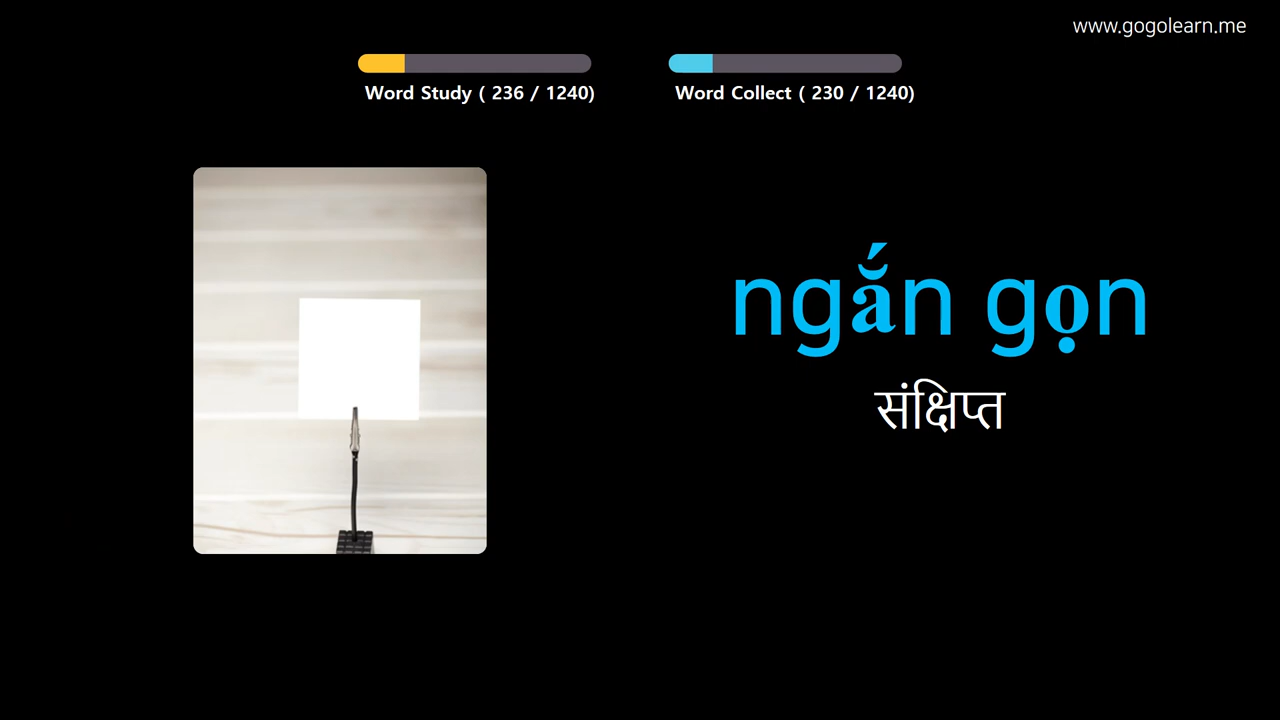 www.gogolearn.me
Word Study ( 236 / 1240)
Word Collect ( 230 / 1240)
ngắn gọn
संक्षिप्त